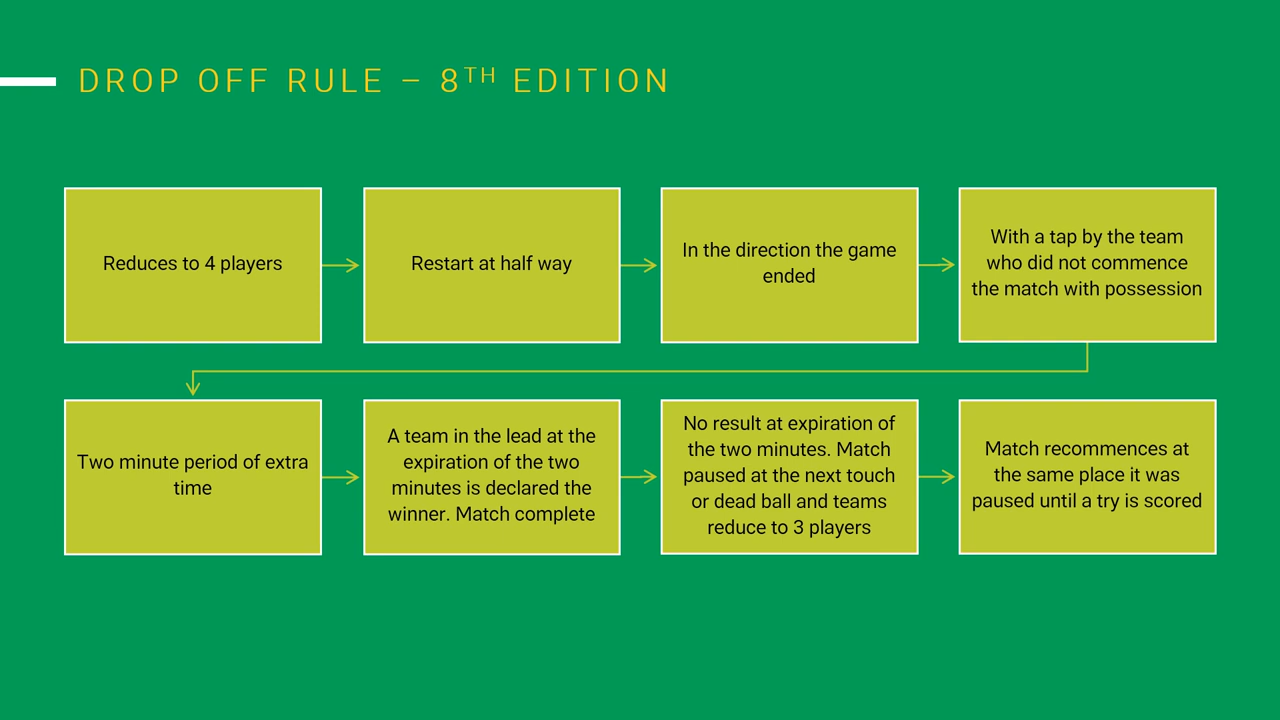 DROP OFF RULE – 8TH EDITION
Reduces to 4 players
Restart at half way
In the direction the game
ended
With a tap by the team
who did not commence
the match with possession
Two minute period of extra
time
A team in the lead at the
expiration of the two
minutes is declared the
winner. Match complete
No result at expiration of
the two minutes. Match
paused at the next touch
or dead ball and teams
reduce to 3 players
Match recommences at
the same place it was
paused until a try is scored